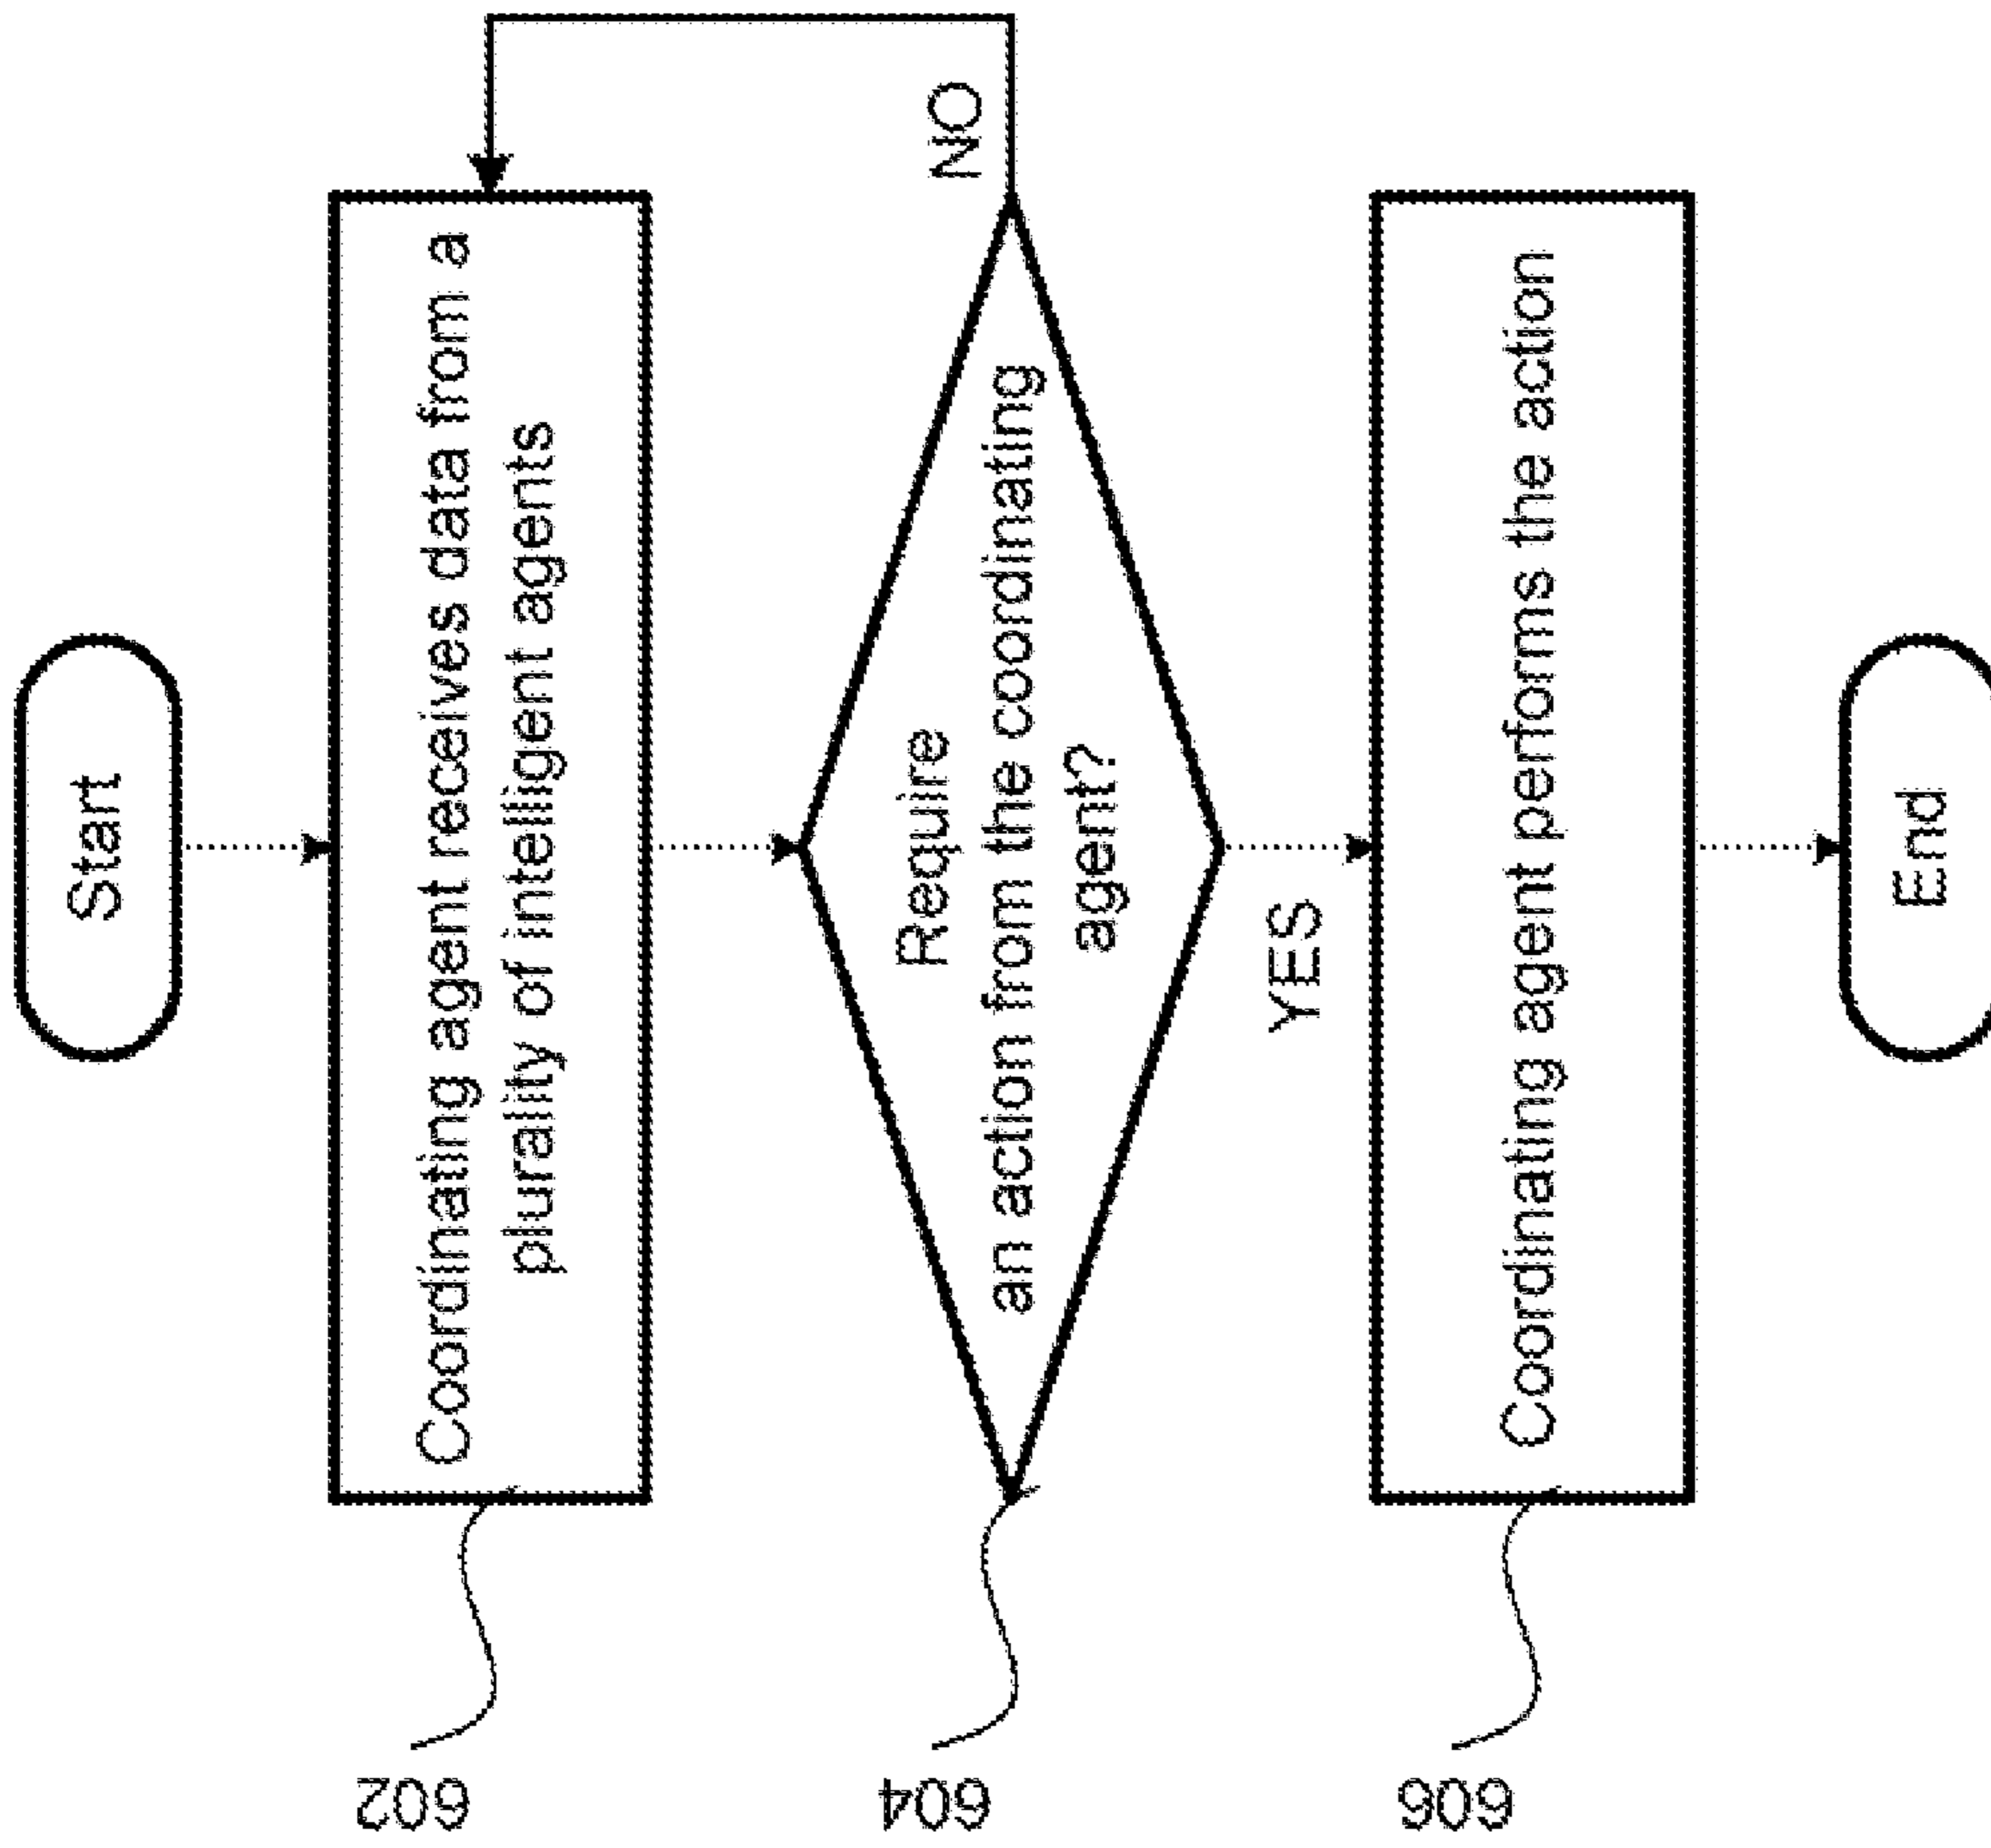 Start
602
Coordinating agent receives data from a
plurality of intelligent agents
604
Require
an action from the coordinating
agent?
NO
YES
606
Coordinating agent performs the action
End